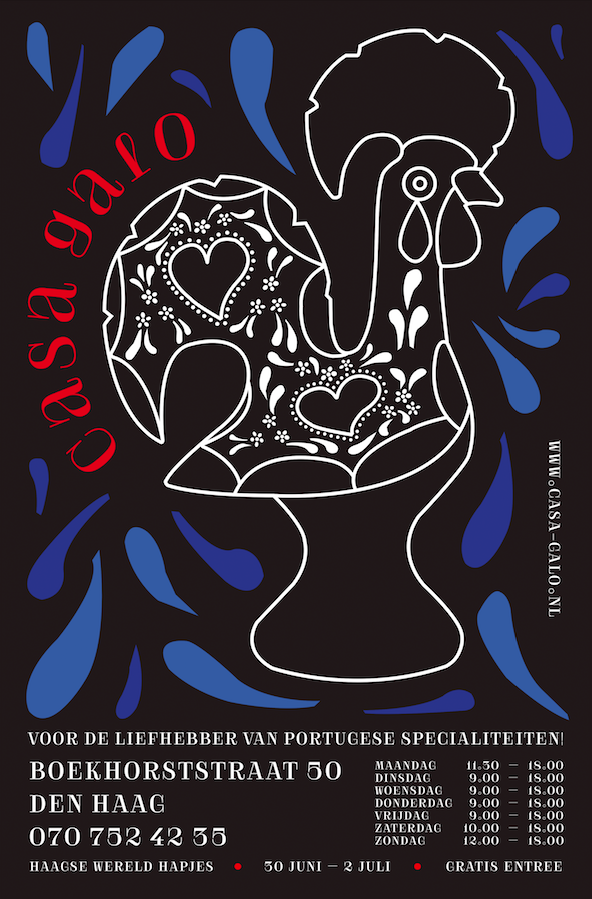 casa galo
WWW.CASA-GALO.NL
VOOR DE LIEFHEBBER VAN PORTUGESE SPECIALITEITEN!
BOEKHORSTSTRAAT 50
DEN HAAG
070 752 42 35
MAANDAG 11.30 — 18.00
DINSDAG 9.00 — 18.00
WOENSDAG 9.00 — 18.00
DONDERDAG 9.00 — 18.00
VRIJDAG 9.00 — 18.00
ZATERDAG 10.00 — 18.00
ZONDAG 12.00 — 18.00
HAAGSE WERELD HAPJES • 30 JUNI — 2 JULI • GRATIS ENTREE